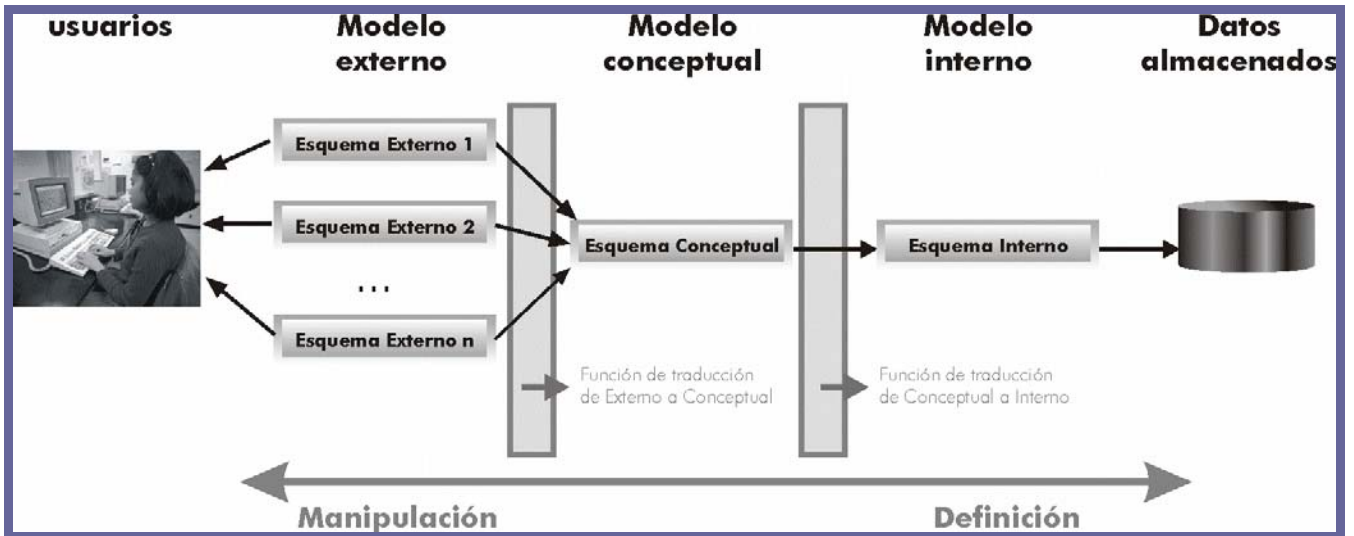 usuarios
Modelo
externo
Modelo
conceptual
Modelo
interno
Datos
almacenados
Esquema Externo 1
Esquema Externo 2
...
Esquema Externo n
Esquema Conceptual
Esquema Interno
Función de traducción
de Externo a Conceptual
Función de traducción
de Conceptual a Interno
Manipulación
Definición